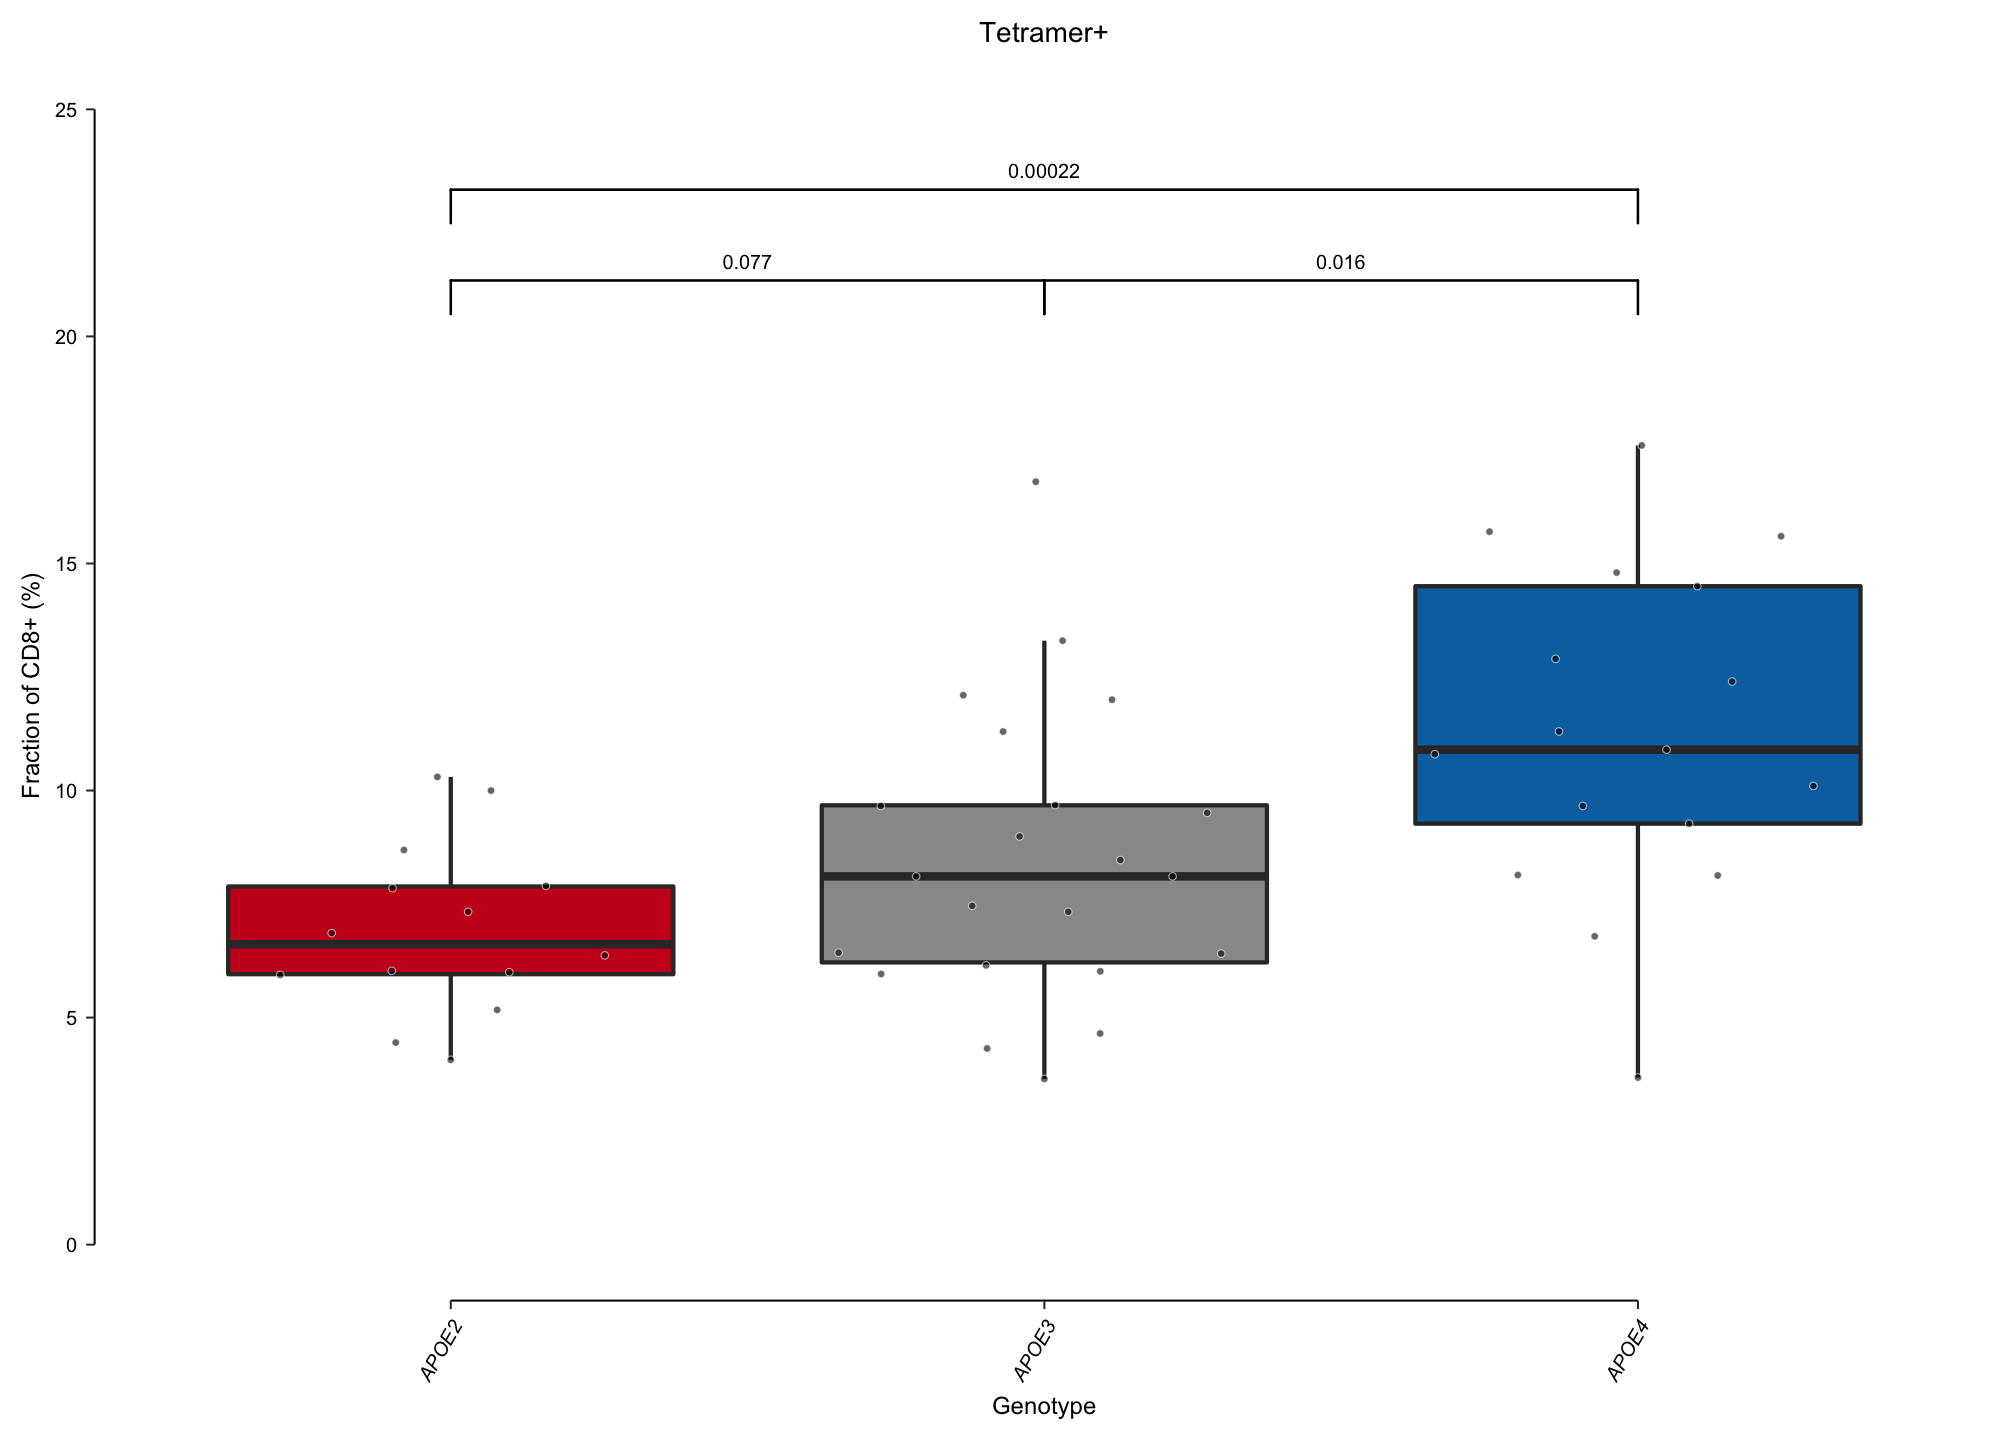 Tetramer+
25
0.00022
0.077
0.016
20
15
Fraction of CD8+ (%)
10
5
0
APOE2
APOE3
APOE4
Genotype